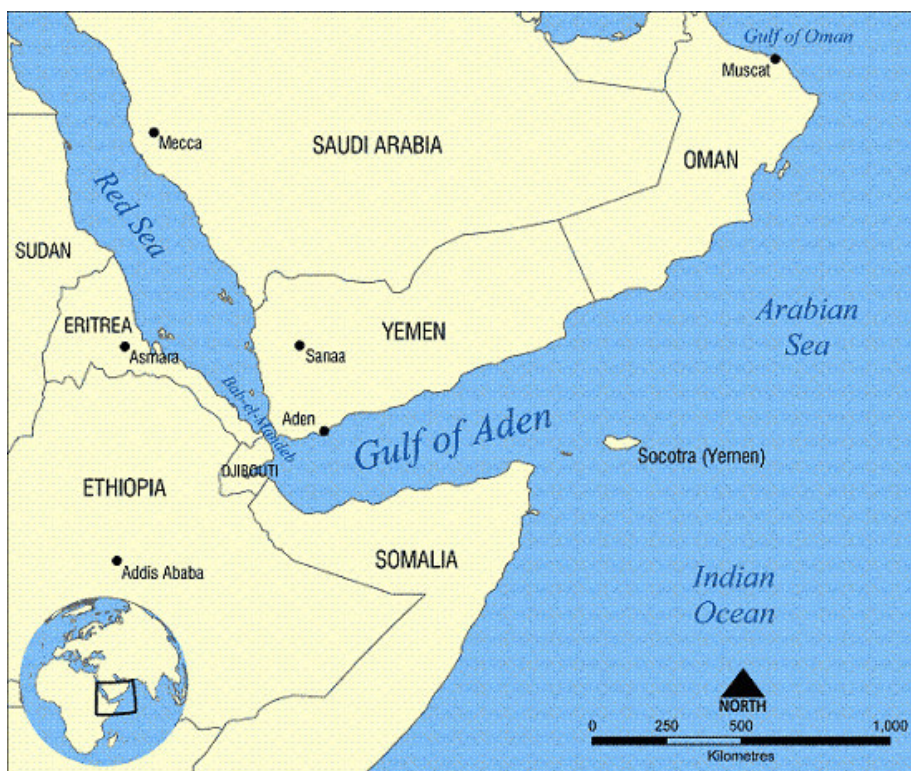 Gulf of Oman
Muscat
Mecca
SAUDI ARABIA
OMAN
Red Sea
SUDAN
Arabian
Sea
ERITREA
Asmara
YEMEN
Sanaa
Bab-el-Mandeb
Aden
Gulf of Aden
Socotra (Yemen)
DJIBOUTI
ETHIOPIA
SOMALIA
Addis Ababa
Indian
Ocean
NORTH
0 250 500 1,000
Kilometres